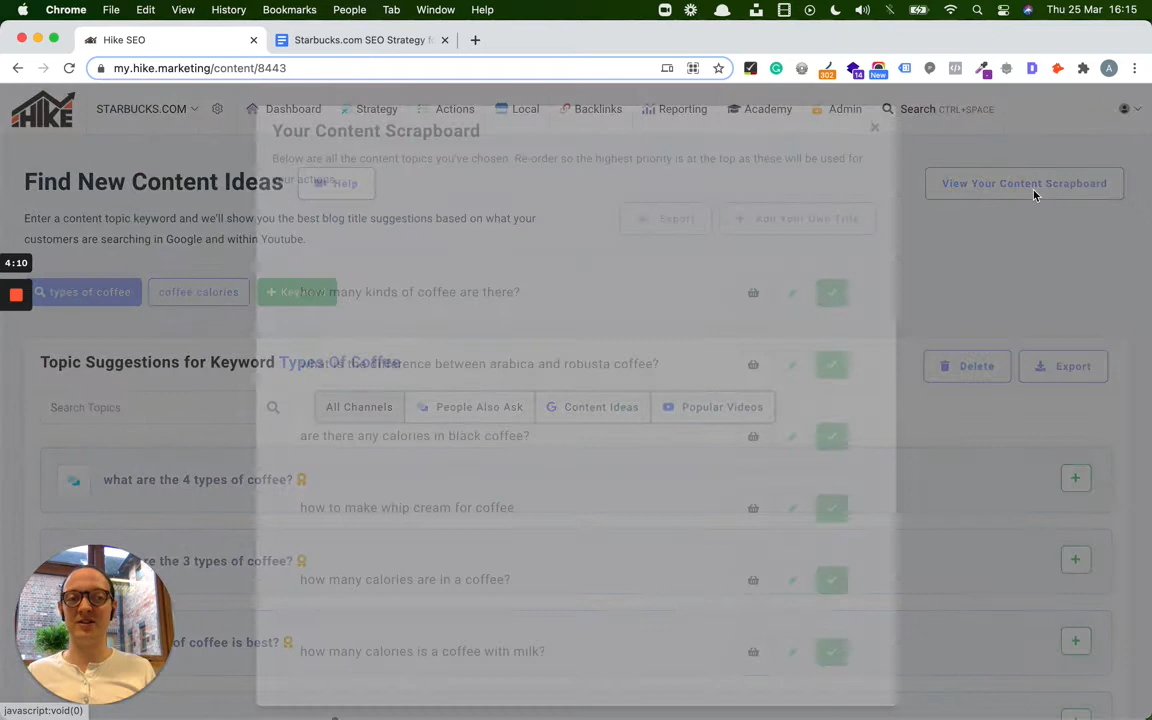 Chrome File Edit View History Bookmarks People Tab Window Help Thu 25 Mar 16:15
Hike SEO Starbucks.com SEO Strategy f
my.hike.marketing/content/8443 302 14 New A
HIKE STARBUCKS.COM Dashboard Strategy Actions Local Backlinks Reporting Academy Admin Search CTRL+SPACE
Your Content Scrapboard
Below are all the content topics you've chosen. Re-order so the highest priority is at the top as these will be used for
your actions.
Find New Content Ideas Help View Your Content Scrapboard
Enter a content topic keyword and we'll show you the best blog title suggestions based on what your
customers are searching in Google and within Youtube.
Export Add Your Own Title
4:10
types of coffee coffee calories
how many kinds of coffee are there?
Topic Suggestions for Keyword Types Of Coffee Delete Export
what is the difference between arabica and robusta coffee?
Search Topics All Channels People Also Ask Content Ideas Popular Videos
are there any calories in black coffee?
what are the 4 types of coffee?
how to make whip cream for coffee
re the 3 types of coffee?
how many calories are in a coffee?
of coffee is best?
how many calories is a coffee with milk?
javascript:void(0)